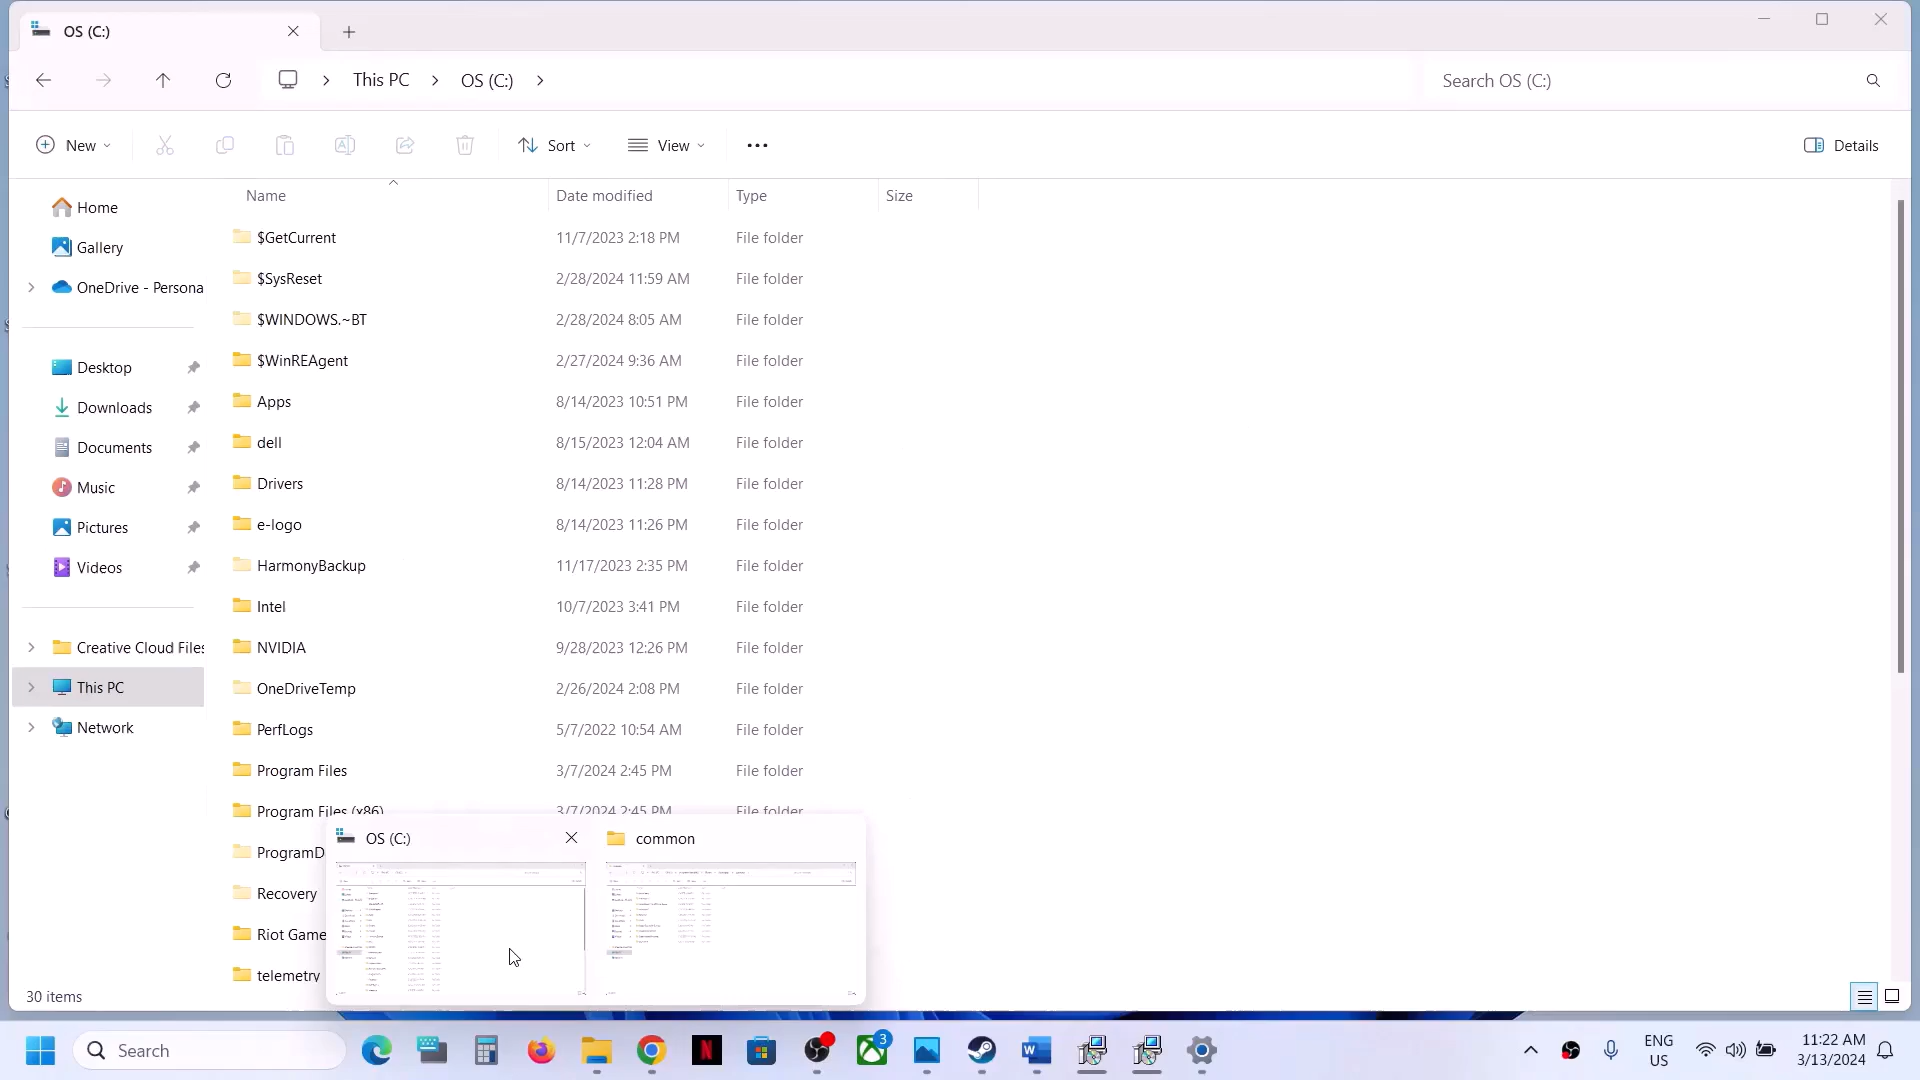 OS (C:)
This PC
OS (C:)
Search OS (C:)
New
Sort
View
Details
Name
Date modified
Type
Size
Home
Gallery
OneDrive - Persona
Desktop
Downloads
Documents
Music
Pictures
Videos
Creative Cloud Files
This PC
Network
$GetCurrent 11/7/2023 2:18 PM File folder
$SysReset 2/28/2024 11:59 AM File folder
$WINDOWS.~BT 2/28/2024 8:05 AM File folder
$WinREAgent 2/27/2024 9:36 AM File folder
Apps 8/14/2023 10:51 PM File folder
dell 8/15/2023 12:04 AM File folder
Drivers 8/14/2023 11:28 PM File folder
e-logo 8/14/2023 11:26 PM File folder
HarmonyBackup 11/17/2023 2:35 PM File folder
Intel 10/7/2023 3:41 PM File folder
NVIDIA 9/28/2023 12:26 PM File folder
OneDriveTemp 2/26/2024 2:08 PM File folder
PerfLogs 5/7/2022 10:54 AM File folder
Program Files 3/7/2024 2:45 PM File folder
Program Files (x86) 3/7/2024 2:45 PM File folder
ProgramD
Recovery
Riot Game
telemetry
OS (C:)
common
30 items
Search
3
ENG
US
11:22 AM
3/13/2024